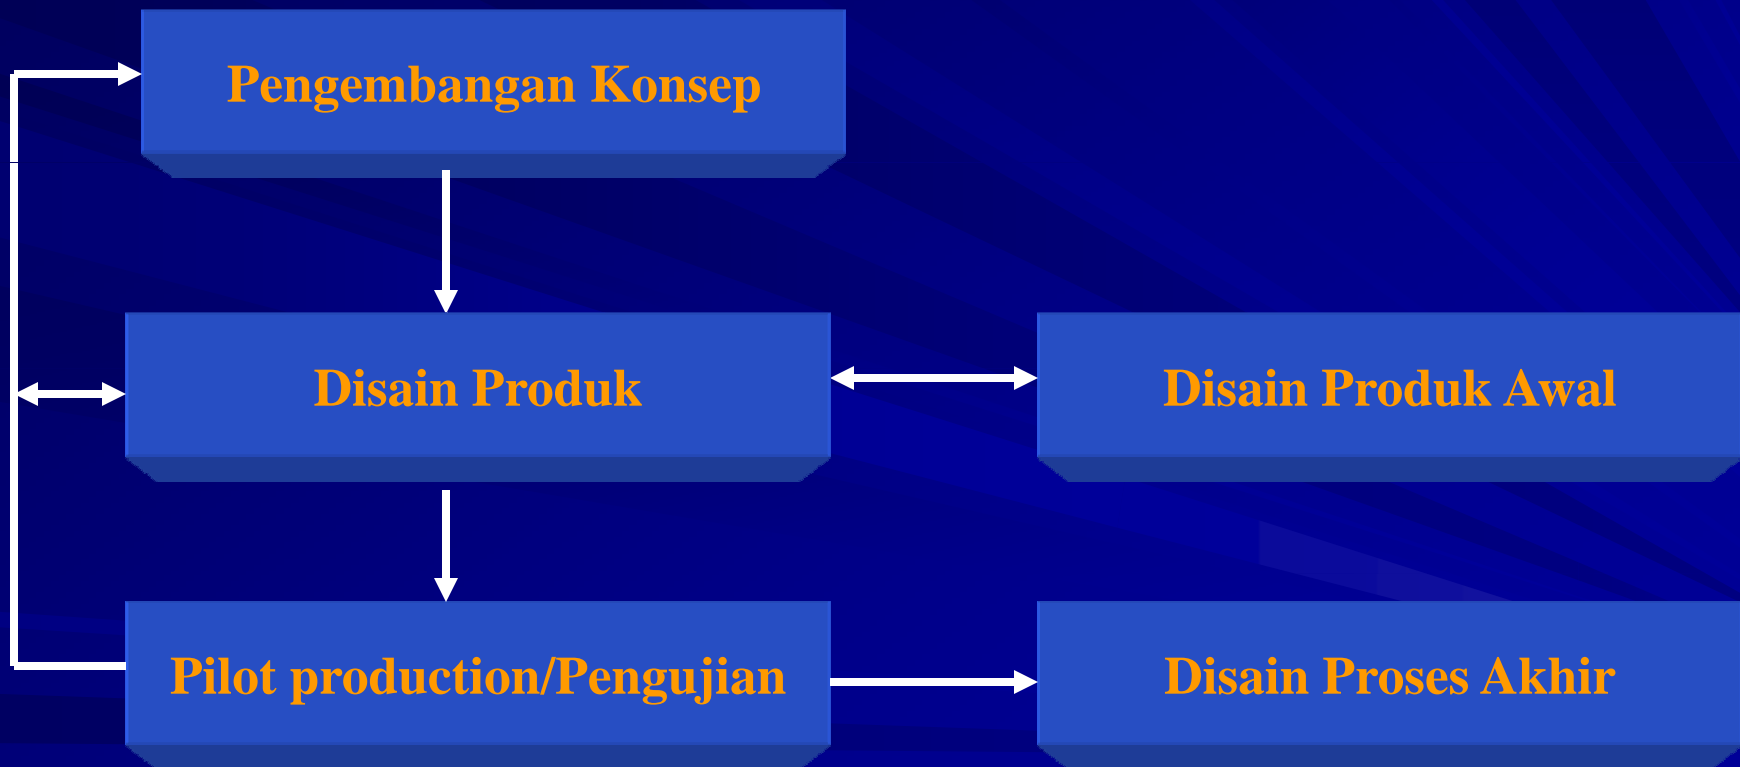 Pengembangan Konsep
Disain Produk
Disain Produk Awal
Pilot production/Pengujian
Disain Proses Akhir